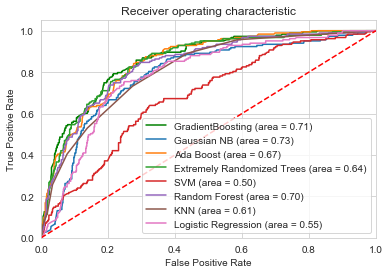 Receiver operating characteristic
True Positive Rate
1.0
0.8
0.6
0.4
0.2
0.0
GradientBoosting (area = 0.71)
Gaussian NB (area = 0.73)
Ada Boost (area = 0.67)
Extremely Randomized Trees (area = 0.64)
SVM (area = 0.50)
Random Forest (area = 0.70)
KNN (area = 0.61)
Logistic Regression (area = 0.55)
0.0 0.2 0.4 0.6 0.8 1.0
False Positive Rate